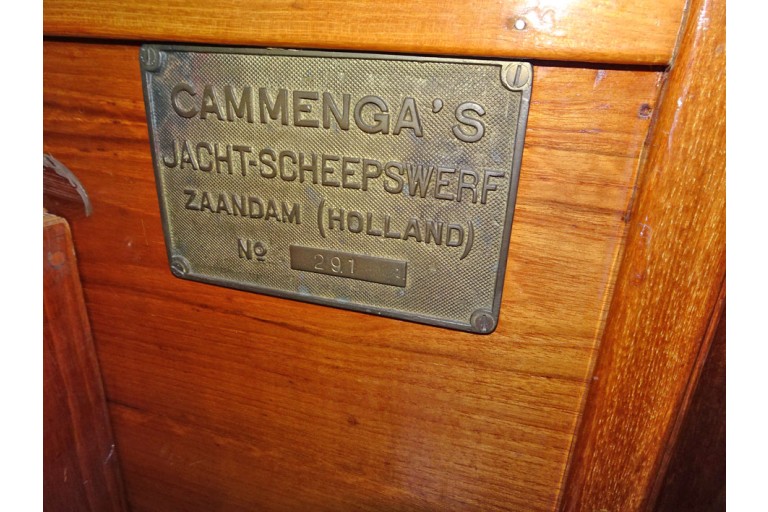 CAMMENGA'S
JACHT-SCHEEPSWERF
ZAANDAM (HOLLAND)
No. 291